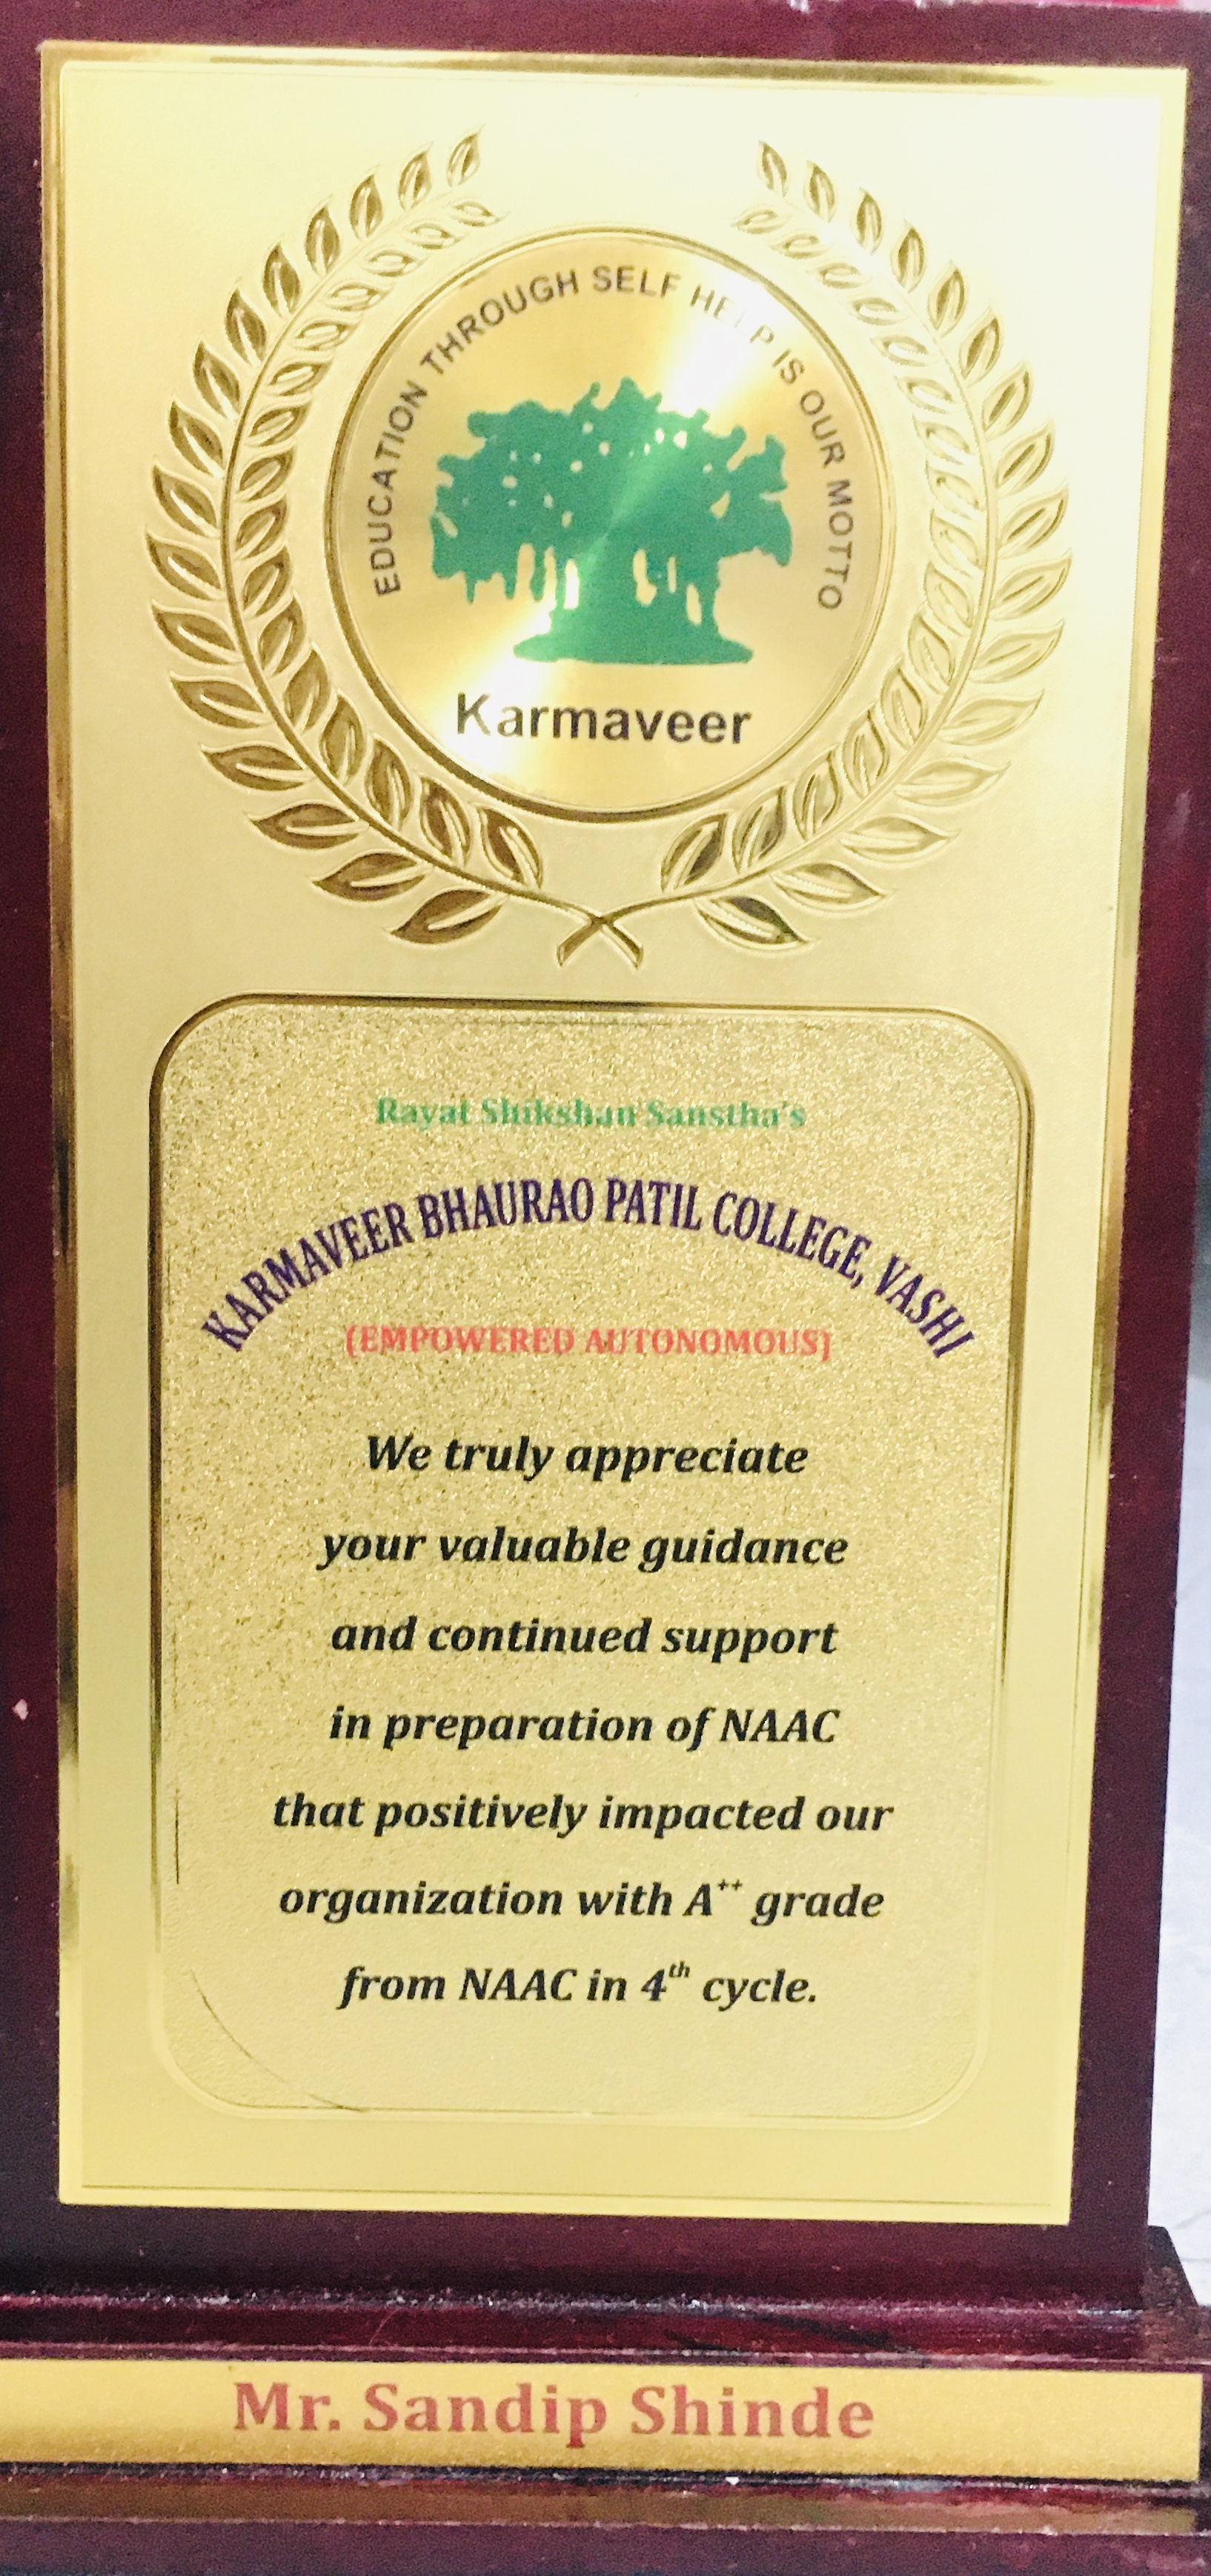 EDUCATION THROUGH SELF HELP IS OUR MOTTO
Karmaveer
Rayat Shikshan Sanstha's
KARMAVEER BHAURAO PATIL COLLEGE, VASHI
(EMPOWERED AUTONOMOUS)
We truly appreciate
your valuable guidance
and continued support
in preparation of NAAC
that positively impacted our
organization with A++ grade
from NAAC in 4th cycle.
Mr. Sandip Shinde